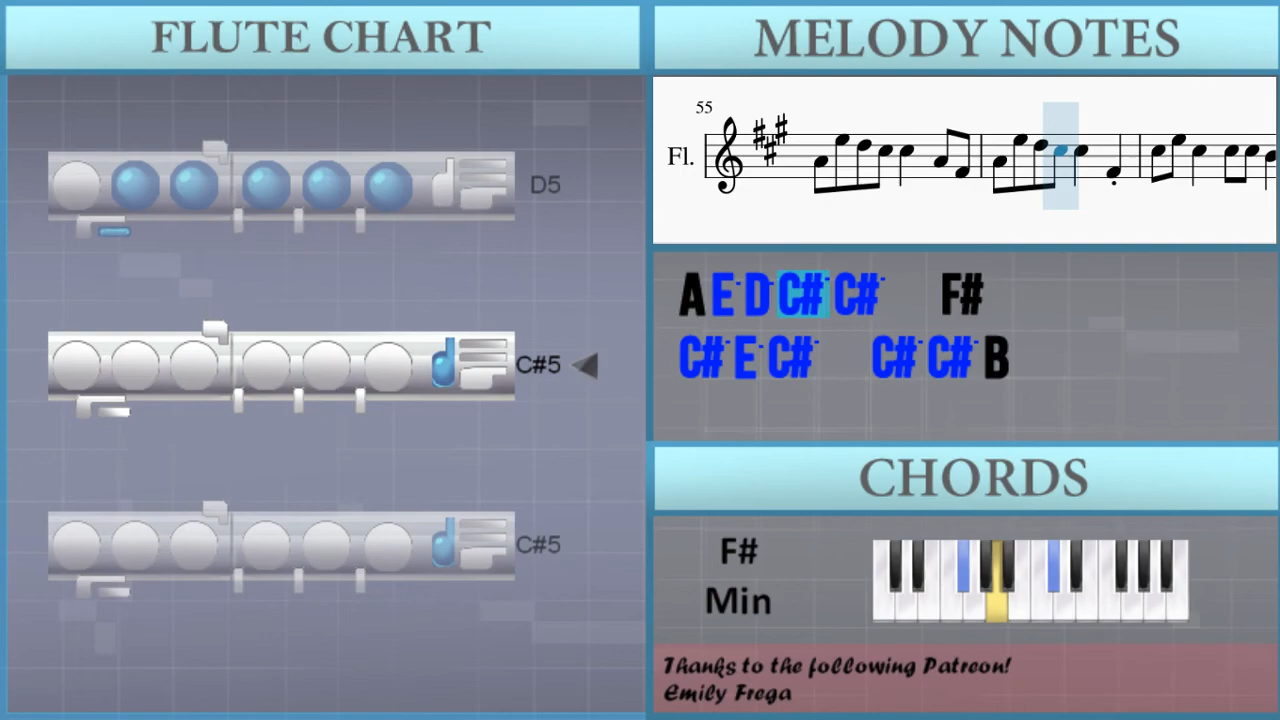 FLUTE CHART
D5
C#5
C#5
MELODY NOTES
55
Fl.
A E D C# C# F#
C# E C# C# C# B
CHORDS
F#
Min
Thanks to the following Patreon!
Emily Frega